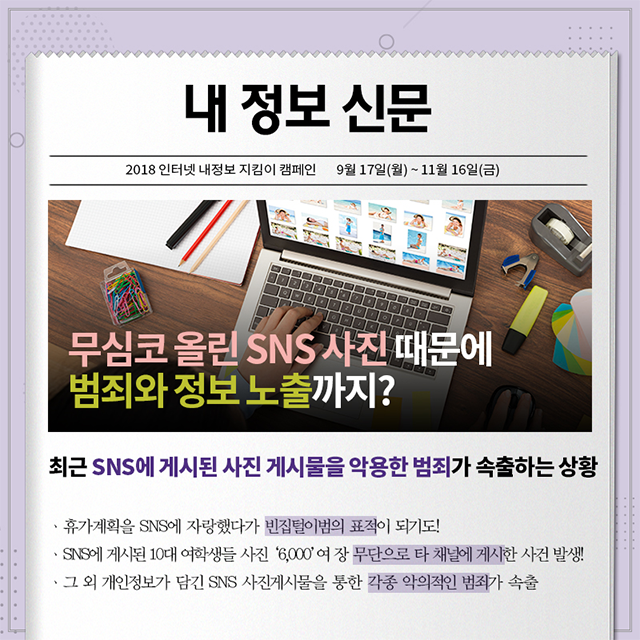 내 정보 신문
2018 인터넷 내정보 지킴이 캠페인 9월 17일(월) ~ 11월 16일(금)
무심코 올린 SNS 사진 때문에
범죄와 정보 노출까지?
최근 SNS에 게시된 사진 게시물을 악용한 범죄가 속출하는 상황
· 휴가계획을 SNS에 자랑했다가 빈집털이범의 표적이 되기도!
· SNS에 게시된 10대 여학생들 사진 ‘6,000’여 장 무단으로 타 채널에 게시한 사건 발생!!
· 그 외 개인정보가 담긴 SNS 사진게시물을 통한 각종 악의적인 범죄가 속출